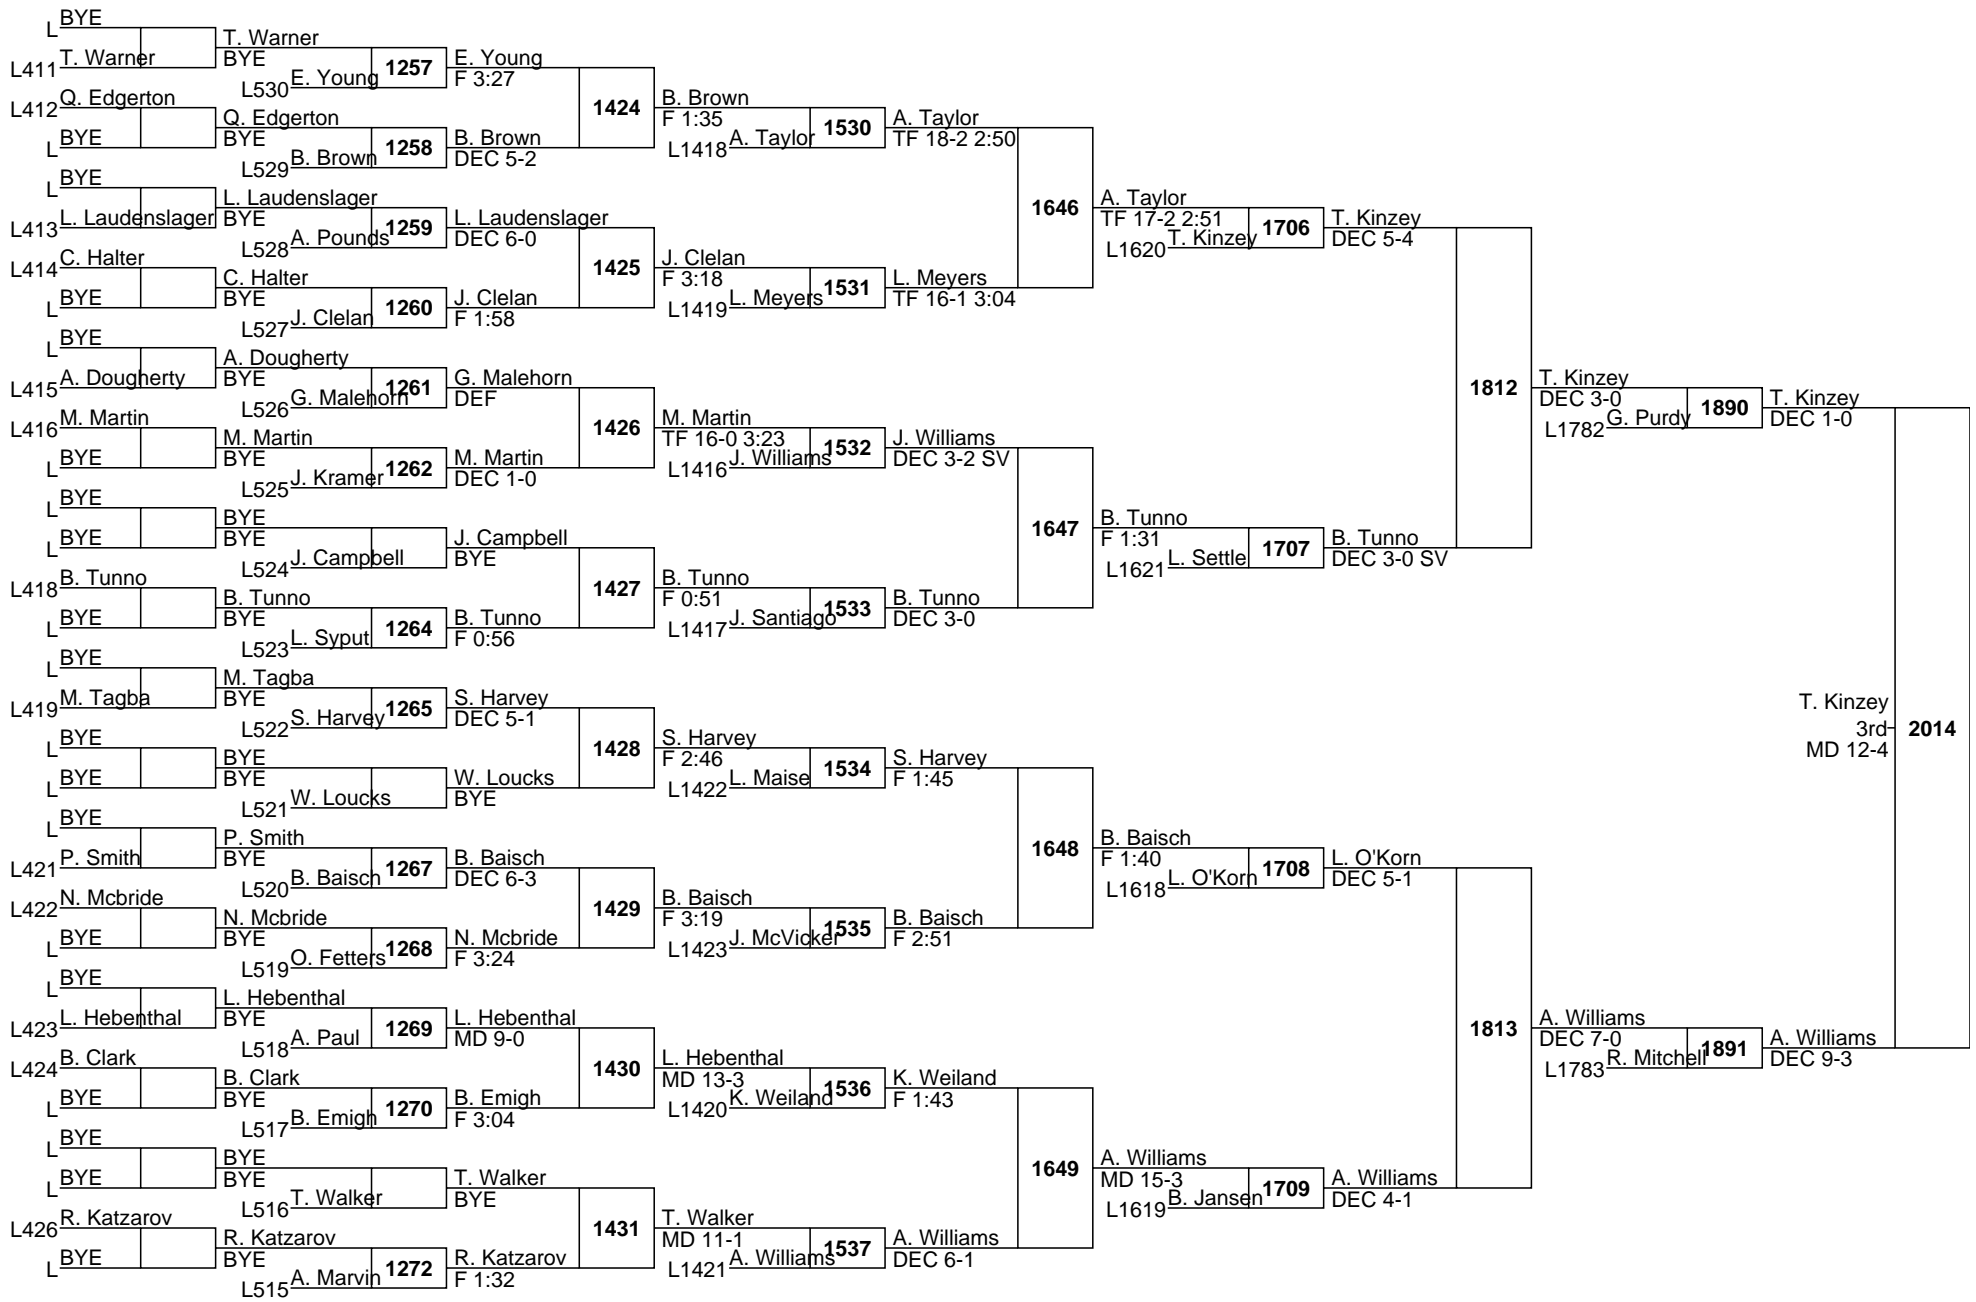 BYE
L
T. Warner
L411 T. Warner
BYE
1257
E. Young
L530 E. Young
F 3:27
L412 Q. Edgerton
1424
B. Brown
Q. Edgerton
F 1:35
BYE
L
BYE
1258
B. Brown
L1418 A. Taylor
1530
A. Taylor
TF 18-2 2:50
L529 B. Brown
DEC 5-2
BYE
L
L. Laudenslager
L413 L. Laudenslager
BYE
1259
L. Laudenslager
L528 A. Pounds
DEC 6-0
1646
A. Taylor
TF 17-2 2:51
L1620 T. Kinzey
1706
T. Kinzey
DEC 5-4
L414 C. Halter
1425
J. Clelan
F 3:18
C. Halter
BYE
L
BYE
1260
J. Clelan
L1419 L. Meyers
1531
L. Meyers
TF 16-1 3:04
L527 J. Clelan
F 1:58
BYE
L
A. Dougherty
L415 A. Dougherty
BYE
1261
G. Malehorn
L526 G. Malehorn
DEF
1812
T. Kinzey
DEC 3-0
L1782 G. Purdy
1890
T. Kinzey
DEC 1-0
L416 M. Martin
1426
M. Martin
TF 16-0 3:23
M. Martin
BYE
L
BYE
1262
M. Martin
L1416 J. Williams
1532
J. Williams
DEC 3-2 SV
L525 J. Kramer
DEC 1-0
BYE
L
BYE
BYE
L
BYE
J. Campbell
L524 J. Campbell
BYE
1647
B. Tunno
F 1:31
L1621 L. Settle
1707
B. Tunno
DEC 3-0 SV
L418 B. Tunno
1427
B. Tunno
F 0:51
B. Tunno
BYE
L
BYE
1264
B. Tunno
L1417 J. Santiago
1533
B. Tunno
DEC 3-0
L523 L. Syput
F 0:56
BYE
L
M. Tagba
L419 M. Tagba
BYE
1265
S. Harvey
L522 S. Harvey
DEC 5-1
T. Kinzey
3rd
MD 12-4
2014
BYE
L
1428
S. Harvey
F 2:46
BYE
BYE
L
BYE
W. Loucks
L1422 L. Maise
1534
S. Harvey
F 1:45
L521 W. Loucks
BYE
BYE
L
P. Smith
L421 P. Smith
BYE
1267
B. Baisch
L520 B. Baisch
DEC 6-3
1648
B. Baisch
F 1:40
L1618 L. O'Korn
1708
L. O'Korn
DEC 5-1
L422 N. Mcbride
1429
B. Baisch
F 3:19
N. Mcbride
BYE
L
BYE
1268
N. Mcbride
L1423 J. McVicker
1535
B. Baisch
F 2:51
L519 O. Fetters
F 3:24
BYE
L
L. Hebenthal
L423 L. Hebenthal
BYE
1269
L. Hebenthal
L518 A. Paul
MD 9-0
1813
A. Williams
DEC 7-0
L1783 R. Mitchell
1891
A. Williams
DEC 9-3
L424 B. Clark
1430
L. Hebenthal
MD 13-3
B. Clark
BYE
L
BYE
1270
B. Emigh
L1420 K. Weiland
1536
K. Weiland
F 1:43
L517 B. Emigh
F 3:04
BYE
L
BYE
BYE
L
BYE
T. Walker
L516 T. Walker
BYE
1649
A. Williams
MD 15-3
L1619 B. Jansen
1709
A. Williams
DEC 4-1
L426 R. Katzarov
1431
T. Walker
MD 11-1
R. Katzarov
BYE
L
BYE
1272
R. Katzarov
L1421 A. Williams
1537
A. Williams
DEC 6-1
L515 A. Marvin
F 1:32